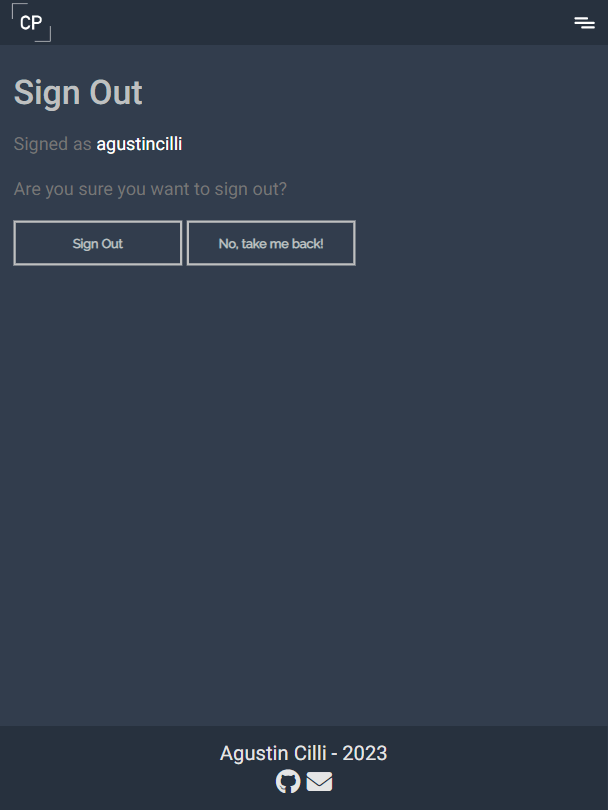 CP
Sign Out
Signed as agustincilli
Are you sure you want to sign out?
Sign Out
No, take me back!
Agustin Cilli - 2023